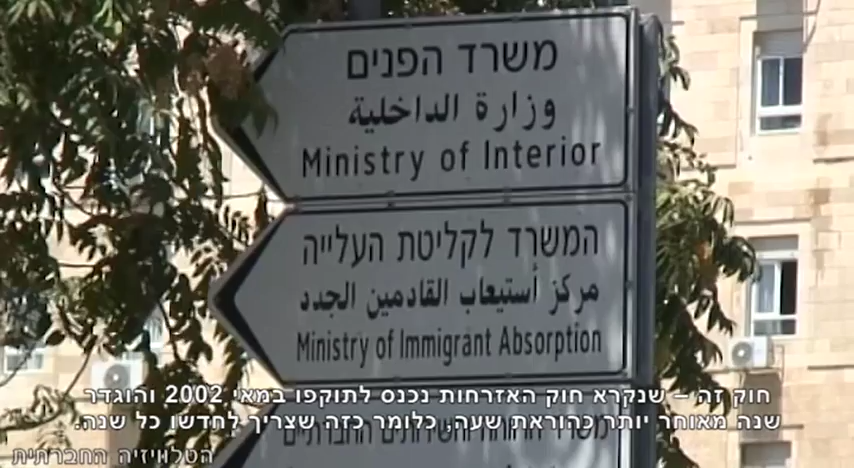 משרד הפנים
وزارة الداخلية
Ministry of Interior
המשרד לקליטת העלייה
مركز أستيعاب القادمين الجدد
Ministry of Immigrant Absorption
חוק זה – שנקרא חוק האזרחות נכנס לתוקפו במאי 2002 והוגדר
שנה מאוחר יותר כהוראת שעה, כלומר כזה שצריך לחדשו כל שנה.
הטלוויזיה החברתית